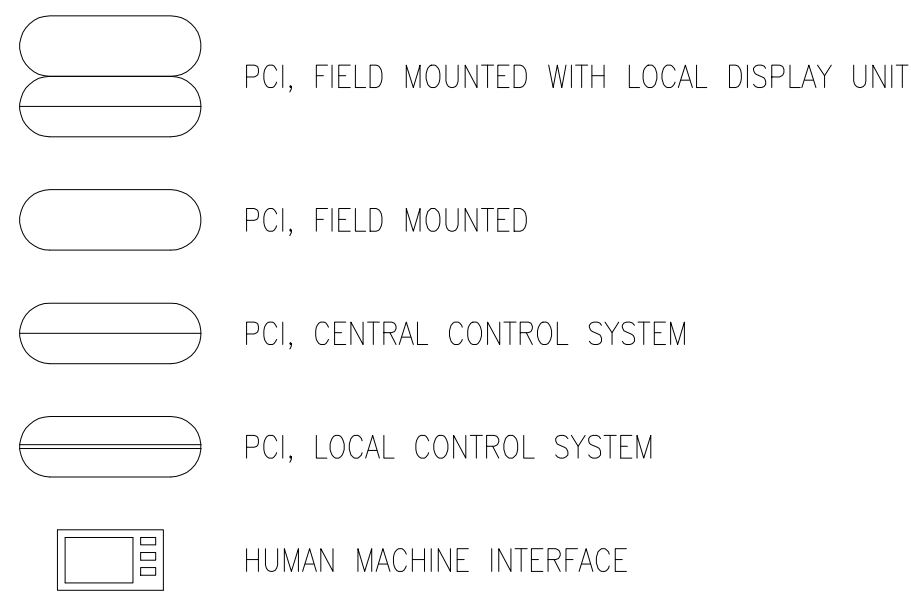 PCI, FIELD MOUNTED WITH LOCAL DISPLAY UNIT
PCI, FIELD MOUNTED
PCI, CENTRAL CONTROL SYSTEM
PCI, LOCAL CONTROL SYSTEM
HUMAN MACHINE INTERFACE